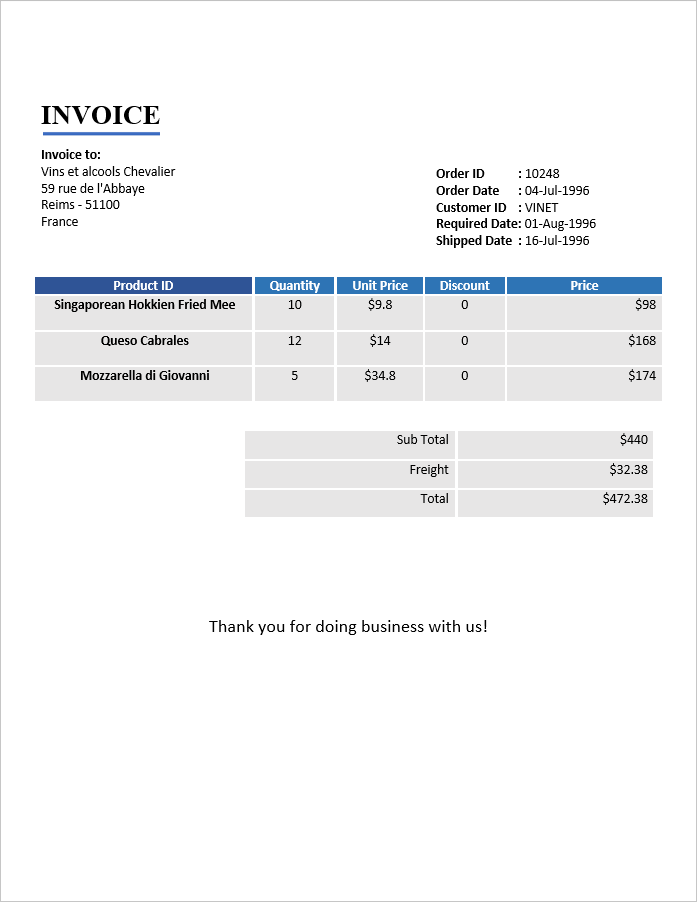 INVOICE
Invoice to:
Vins et alcools Chevalier
59 rue de l'Abbaye
Reims - 51100
France
Order ID : 10248
Order Date : 04-Jul-1996
Customer ID : VINET
Required Date: 01-Aug-1996
Shipped Date : 16-Jul-1996
Product ID Quantity Unit Price Discount Price
Singaporean Hokkien Fried Mee 10 $9.8 0 $98
Queso Cabrales 12 $14 0 $168
Mozzarella di Giovanni 5 $34.8 0 $174
Sub Total $440
Freight $32.38
Total $472.38
Thank you for doing business with us!